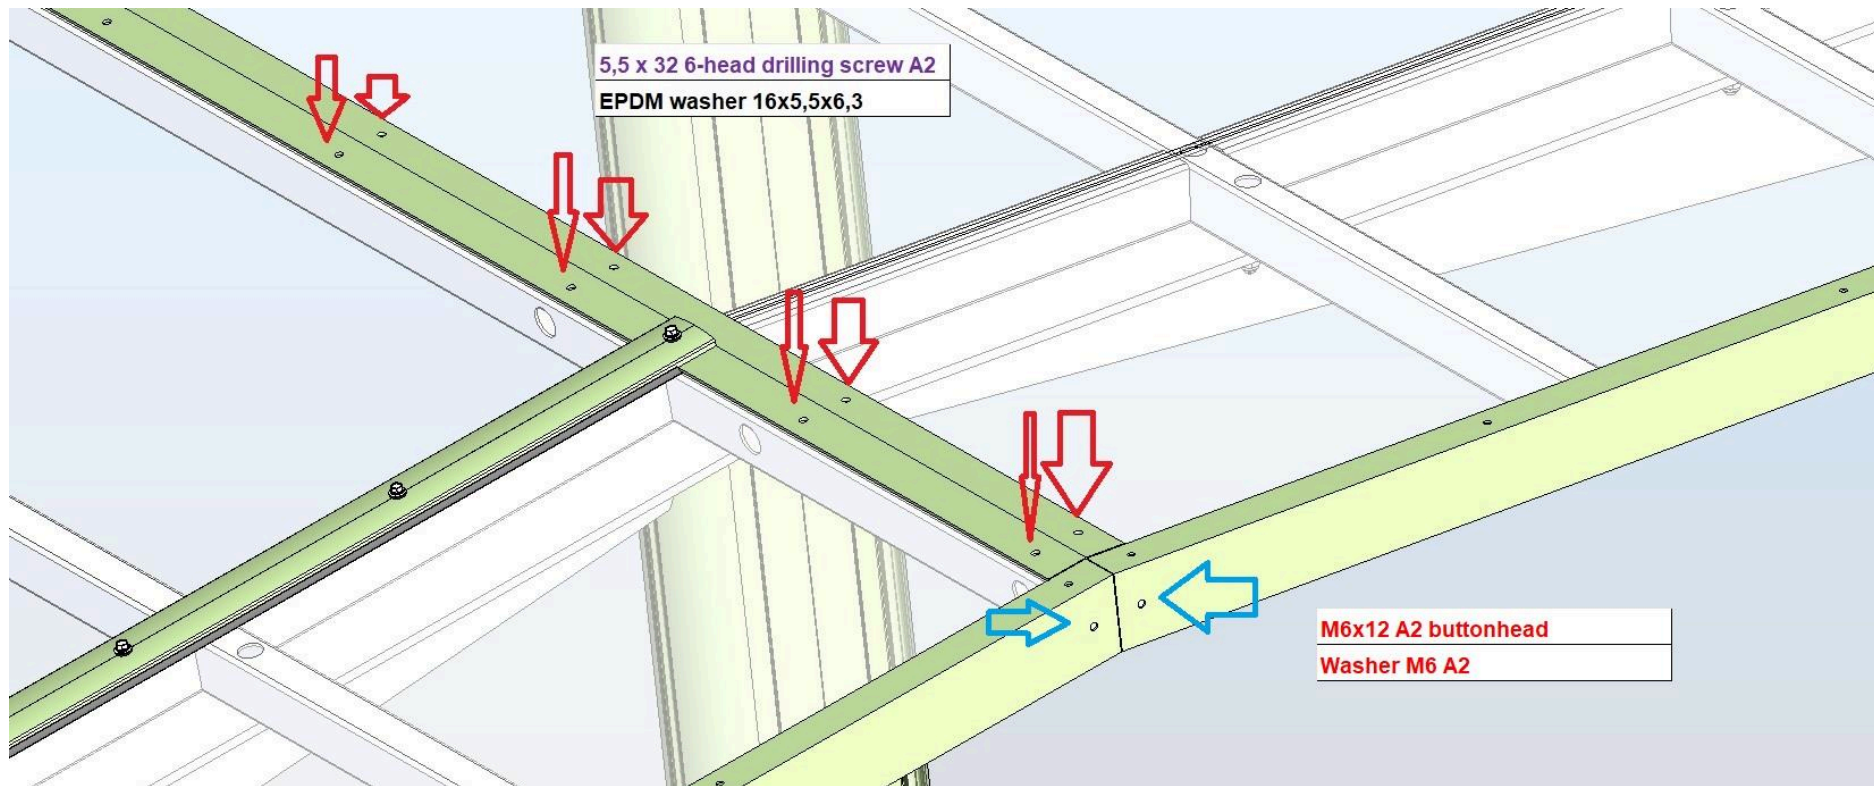 5,5 x 32 6-head drilling screw A2
EPDM washer 16x5,5x6,3
M6x12 A2 buttonhead
Washer M6 A2